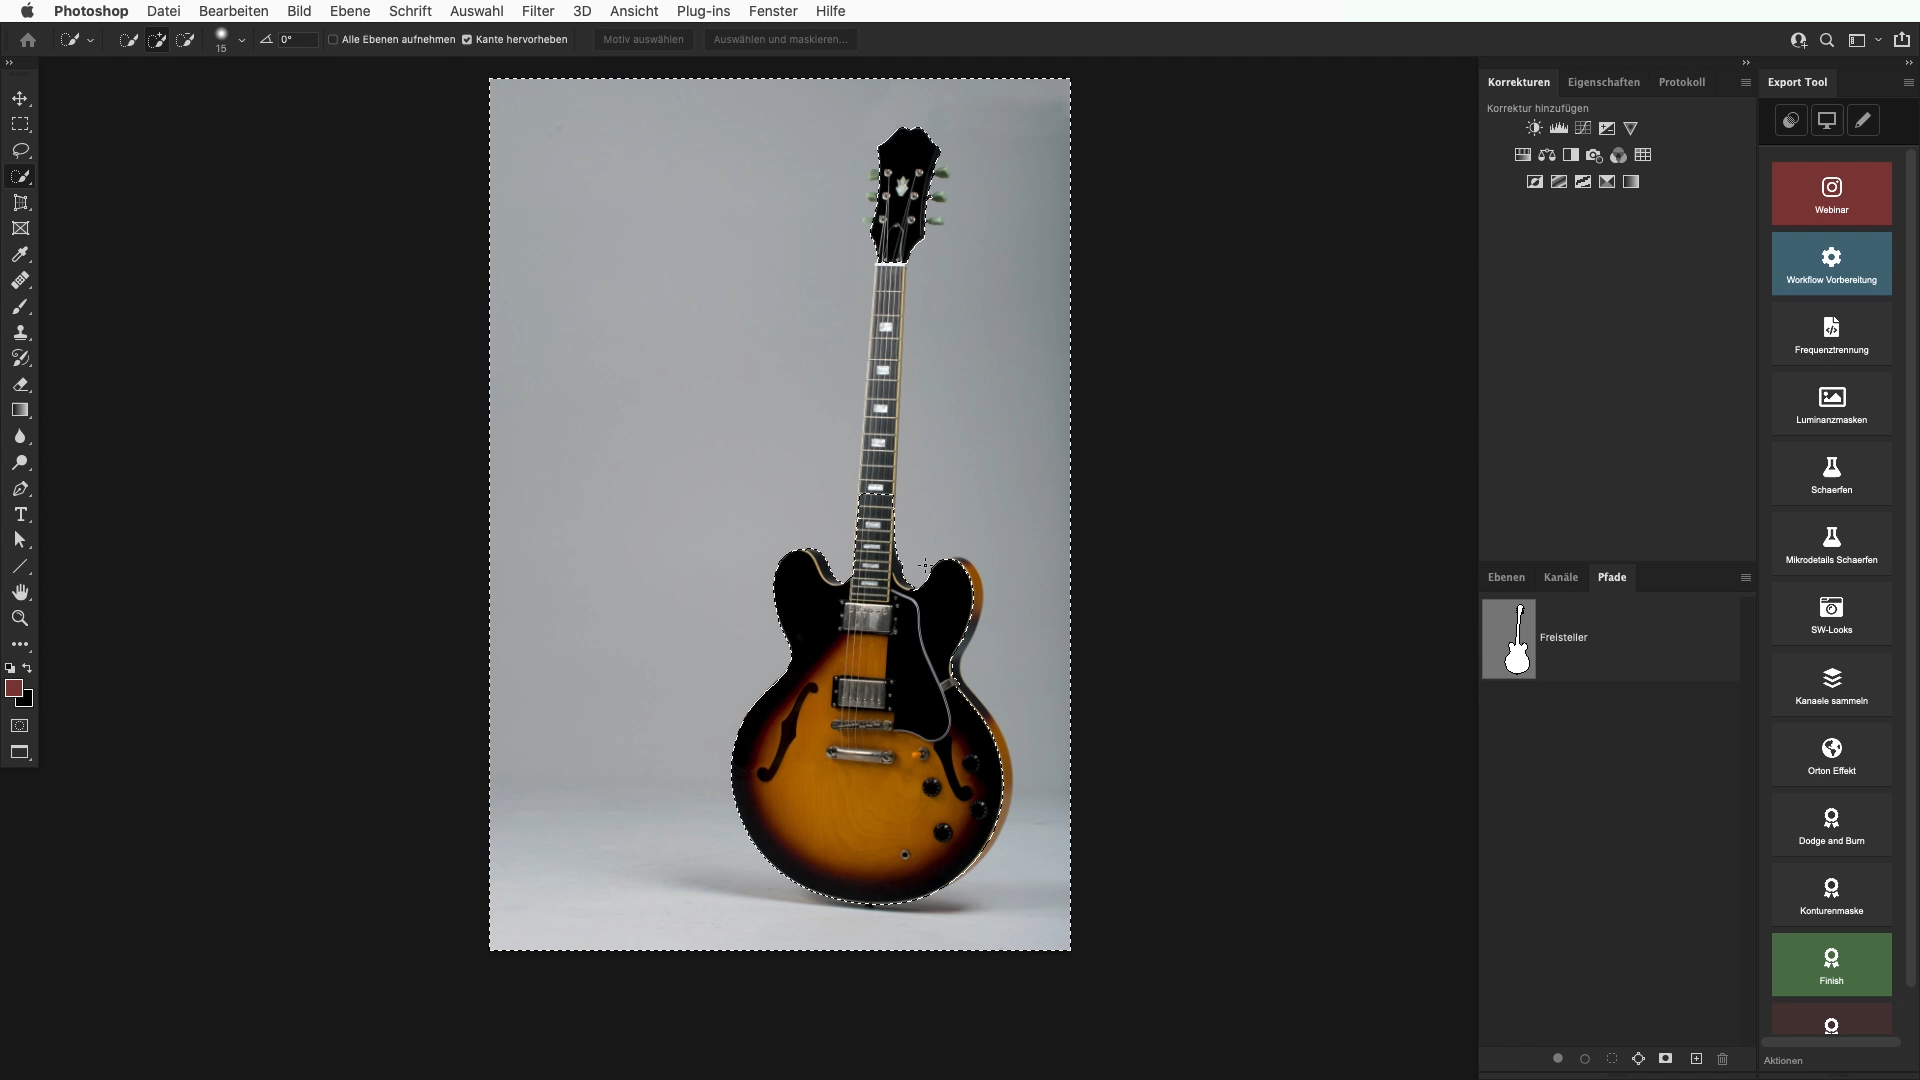 Photoshop Datei Bearbeiten Bild Ebene Schrift Auswahl Filter 3D Ansicht Plug-ins Fenster Hilfe
15 0° Alle Ebenen aufnehmen Kante hervorheben Motiv auswählen Auswählen und maskieren...
Korrekturen Eigenschaften Protokoll
Korrektur hinzufügen
Export Tool
Webinar
Workflow Vorbereitung
Frequenztrennung
Luminanzmasken
Schaerfen
Mikrodetails Schaerfen
Ebenen Kanäle Pfade
Freisteller
SW-Looks
Kanaele sammeln
Orton Effekt
Dodge and Burn
Konturenmaske
Finish
Aktionen